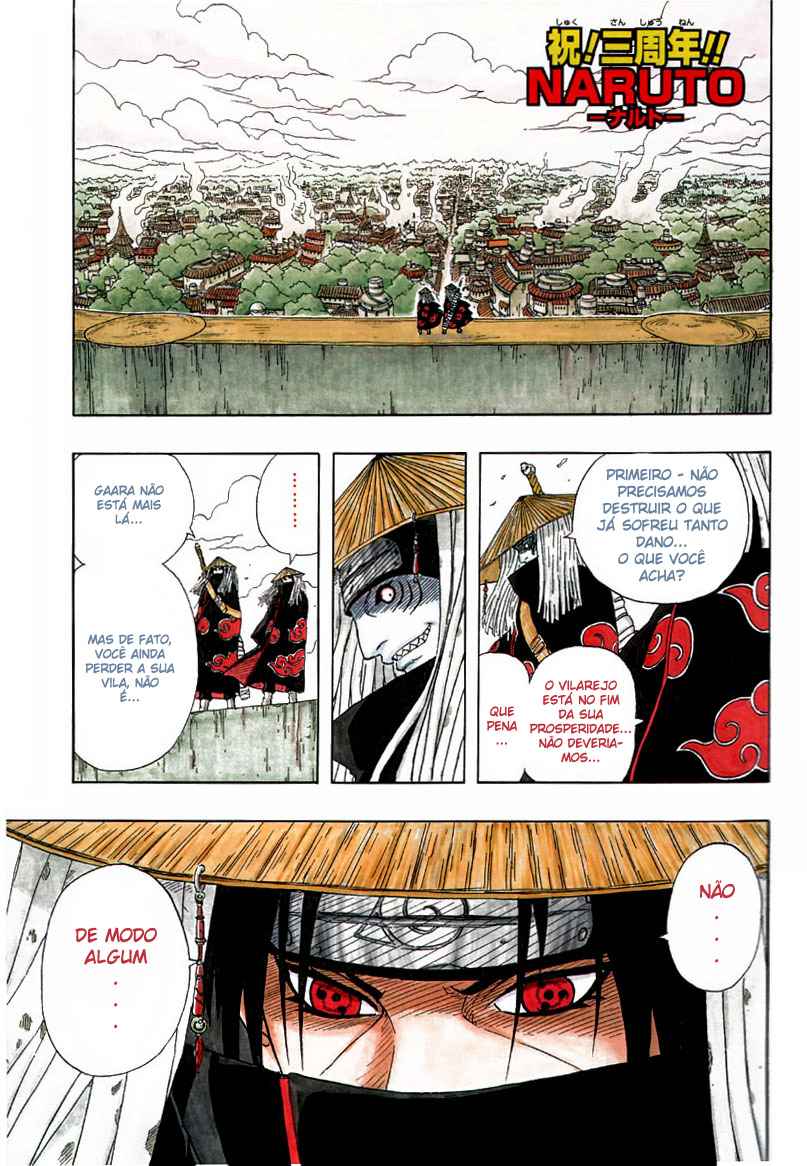 しゅく さん しゅう ねん
祝!三周年!!
NARUTO
ーナルトー
PRIMEIRO - NÃO
PRECISAMOS
DESTRUIR O QUE
JÁ SOFREU TANTO
DANO...
O QUE VOCÊ
ACHA?
O VILAREJO
ESTÁ NO FIM
DA SUA
PROSPERIDADE...
NÃO DEVERIA-
MOS...
QUE
PENA
...
........
GAARA NÃO
ESTÁ MAIS
LÁ...
MAS DE FATO,
VOCÊ AINDA
PERDER A SUA
VILA, NÃO
É...
NÃO
.
.
.
DE MODO
ALGUM
.
.
.